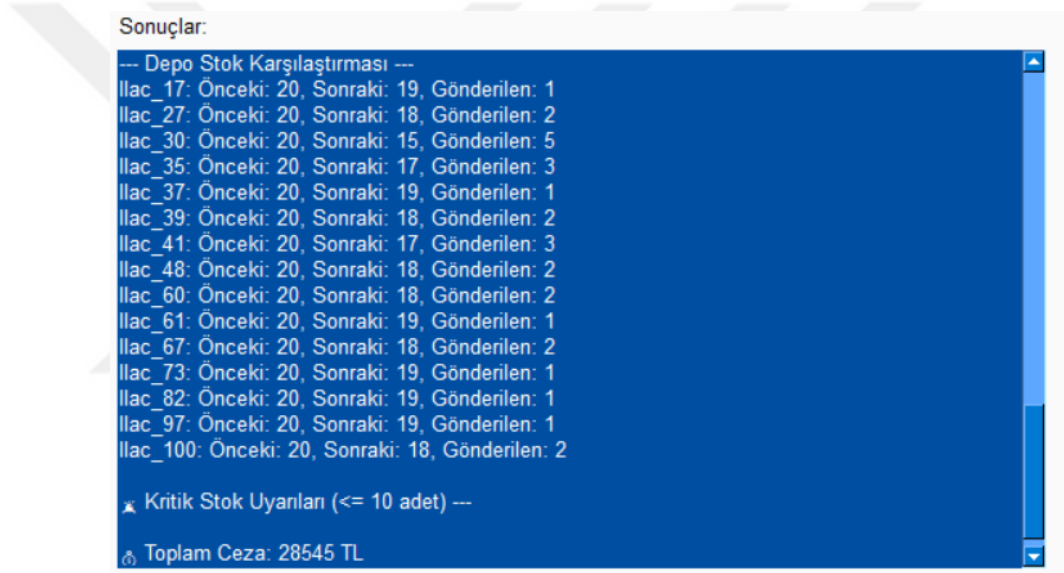 Sonuçlar:
--- Depo Stok Karşılaştırması ---
Ilac_17: Önceki: 20, Sonraki: 19, Gönderilen: 1
Ilac_27: Önceki: 20, Sonraki: 18, Gönderilen: 2
Ilac_30: Önceki: 20, Sonraki: 15, Gönderilen: 5
Ilac_35: Önceki: 20, Sonraki: 17, Gönderilen: 3
Ilac_37: Önceki: 20, Sonraki: 19, Gönderilen: 1
Ilac_39: Önceki: 20, Sonraki: 18, Gönderilen: 2
Ilac_41: Önceki: 20, Sonraki: 17, Gönderilen: 3
Ilac_48: Önceki: 20, Sonraki: 18, Gönderilen: 2
Ilac_60: Önceki: 20, Sonraki: 18, Gönderilen: 2
Ilac_61: Önceki: 20, Sonraki: 19, Gönderilen: 1
Ilac_67: Önceki: 20, Sonraki: 18, Gönderilen: 2
Ilac_73: Önceki: 20, Sonraki: 19, Gönderilen: 1
Ilac_82: Önceki: 20, Sonraki: 19, Gönderilen: 1
Ilac_97: Önceki: 20, Sonraki: 19, Gönderilen: 1
Ilac_100: Önceki: 20, Sonraki: 18, Gönderilen: 2
Kritik Stok Uyarıları (<= 10 adet) ---
Toplam Ceza: 28545 TL